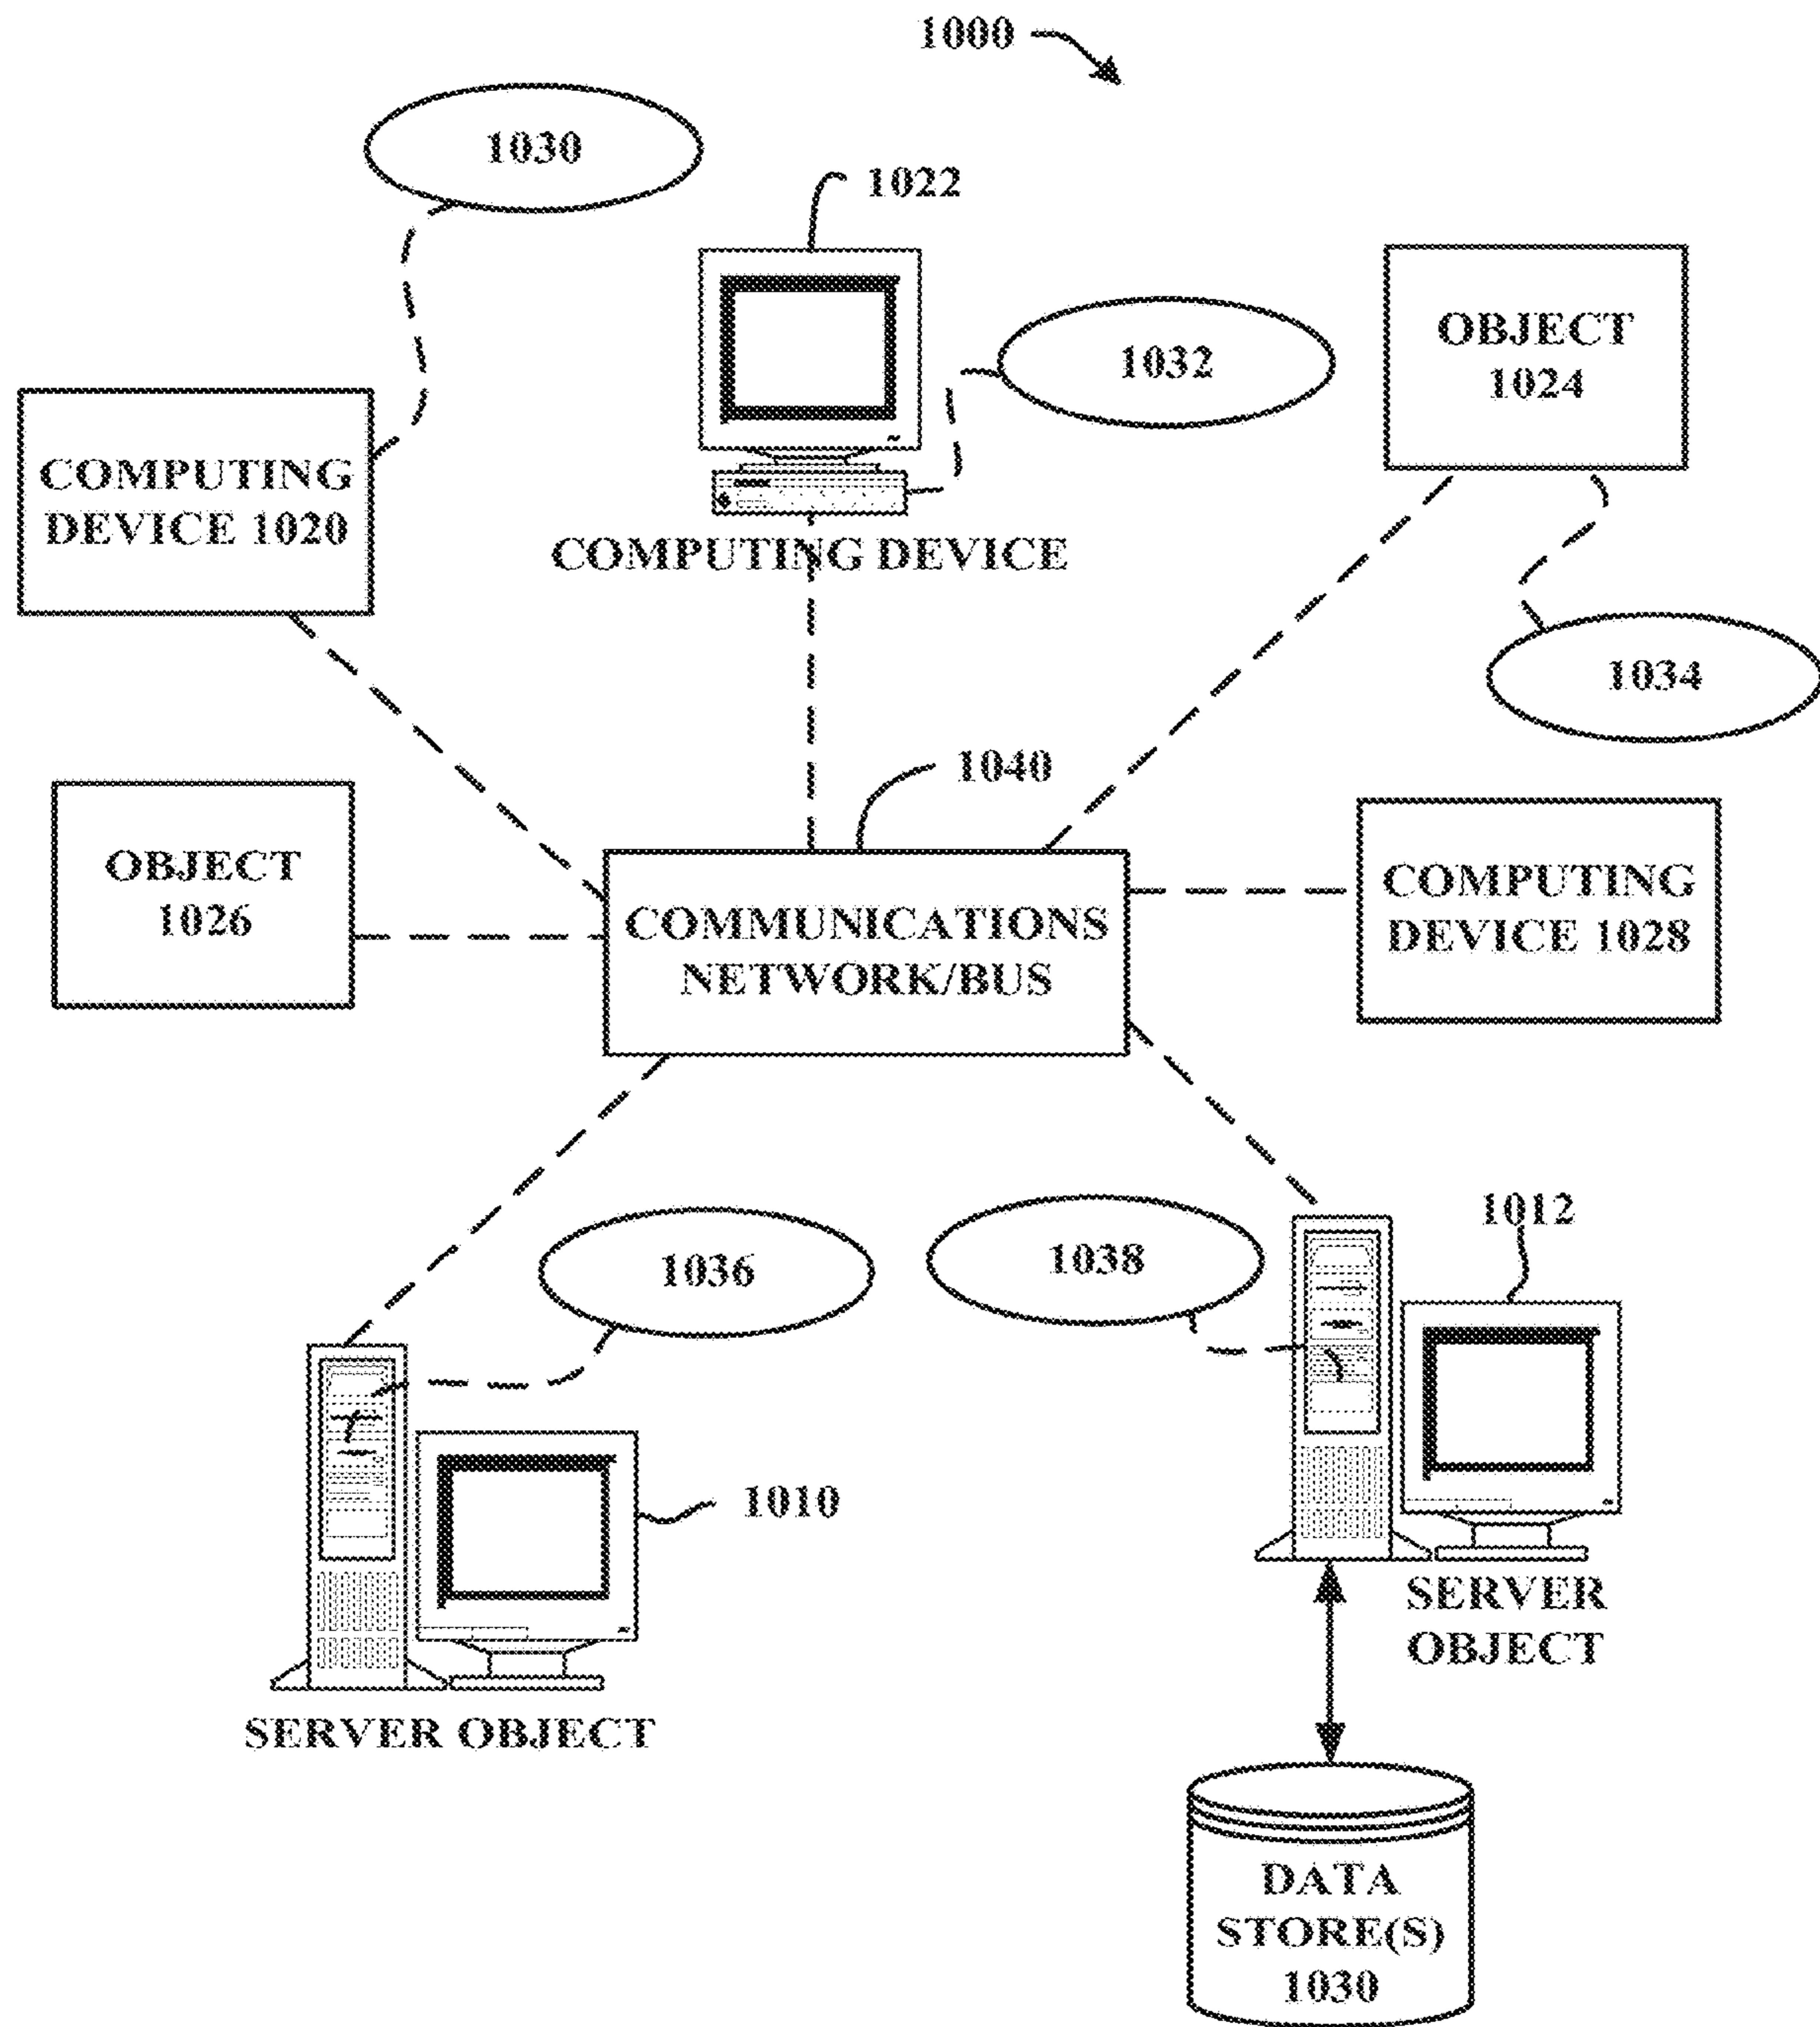 1000
1030
1022
1032
OBJECT
1024
COMPUTING
DEVICE 1020
COMPUTING DEVICE
1034
1040
OBJECT
1026
COMMUNICATIONS
NETWORK/BUS
COMPUTING
DEVICE 1028
1036
1038
1012
1010
SERVER OBJECT
SERVER
OBJECT
DATA
STORE(S)
1030